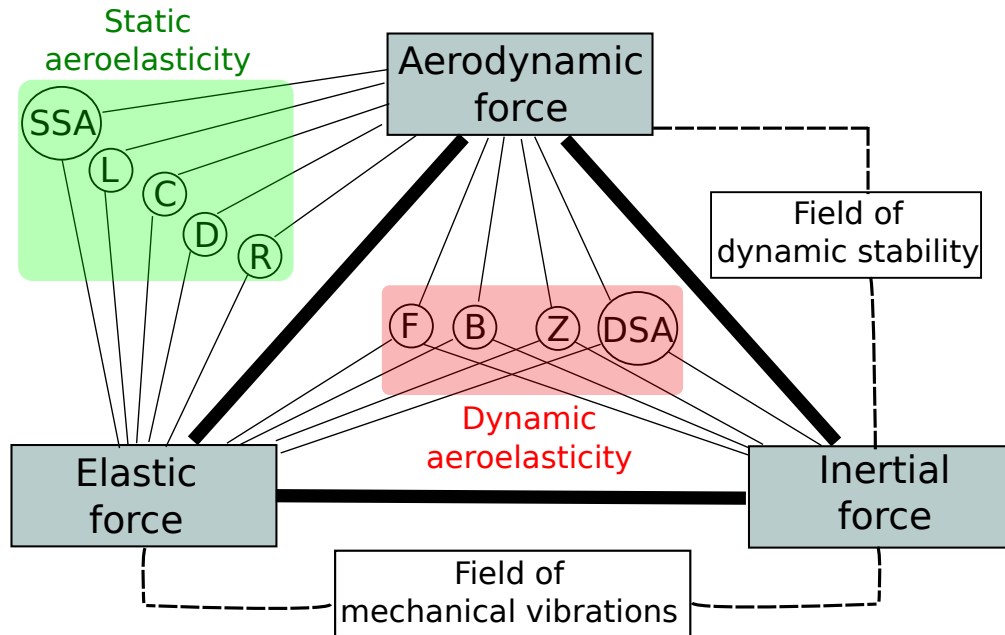 Static
aeroelasticity
Aerodynamic
force
SSA
L
C
D
R
Field of
dynamic stability
F
B
Z
DSA
Dynamic
aeroelasticity
Elastic
force
Inertial
force
Field of
mechanical vibrations